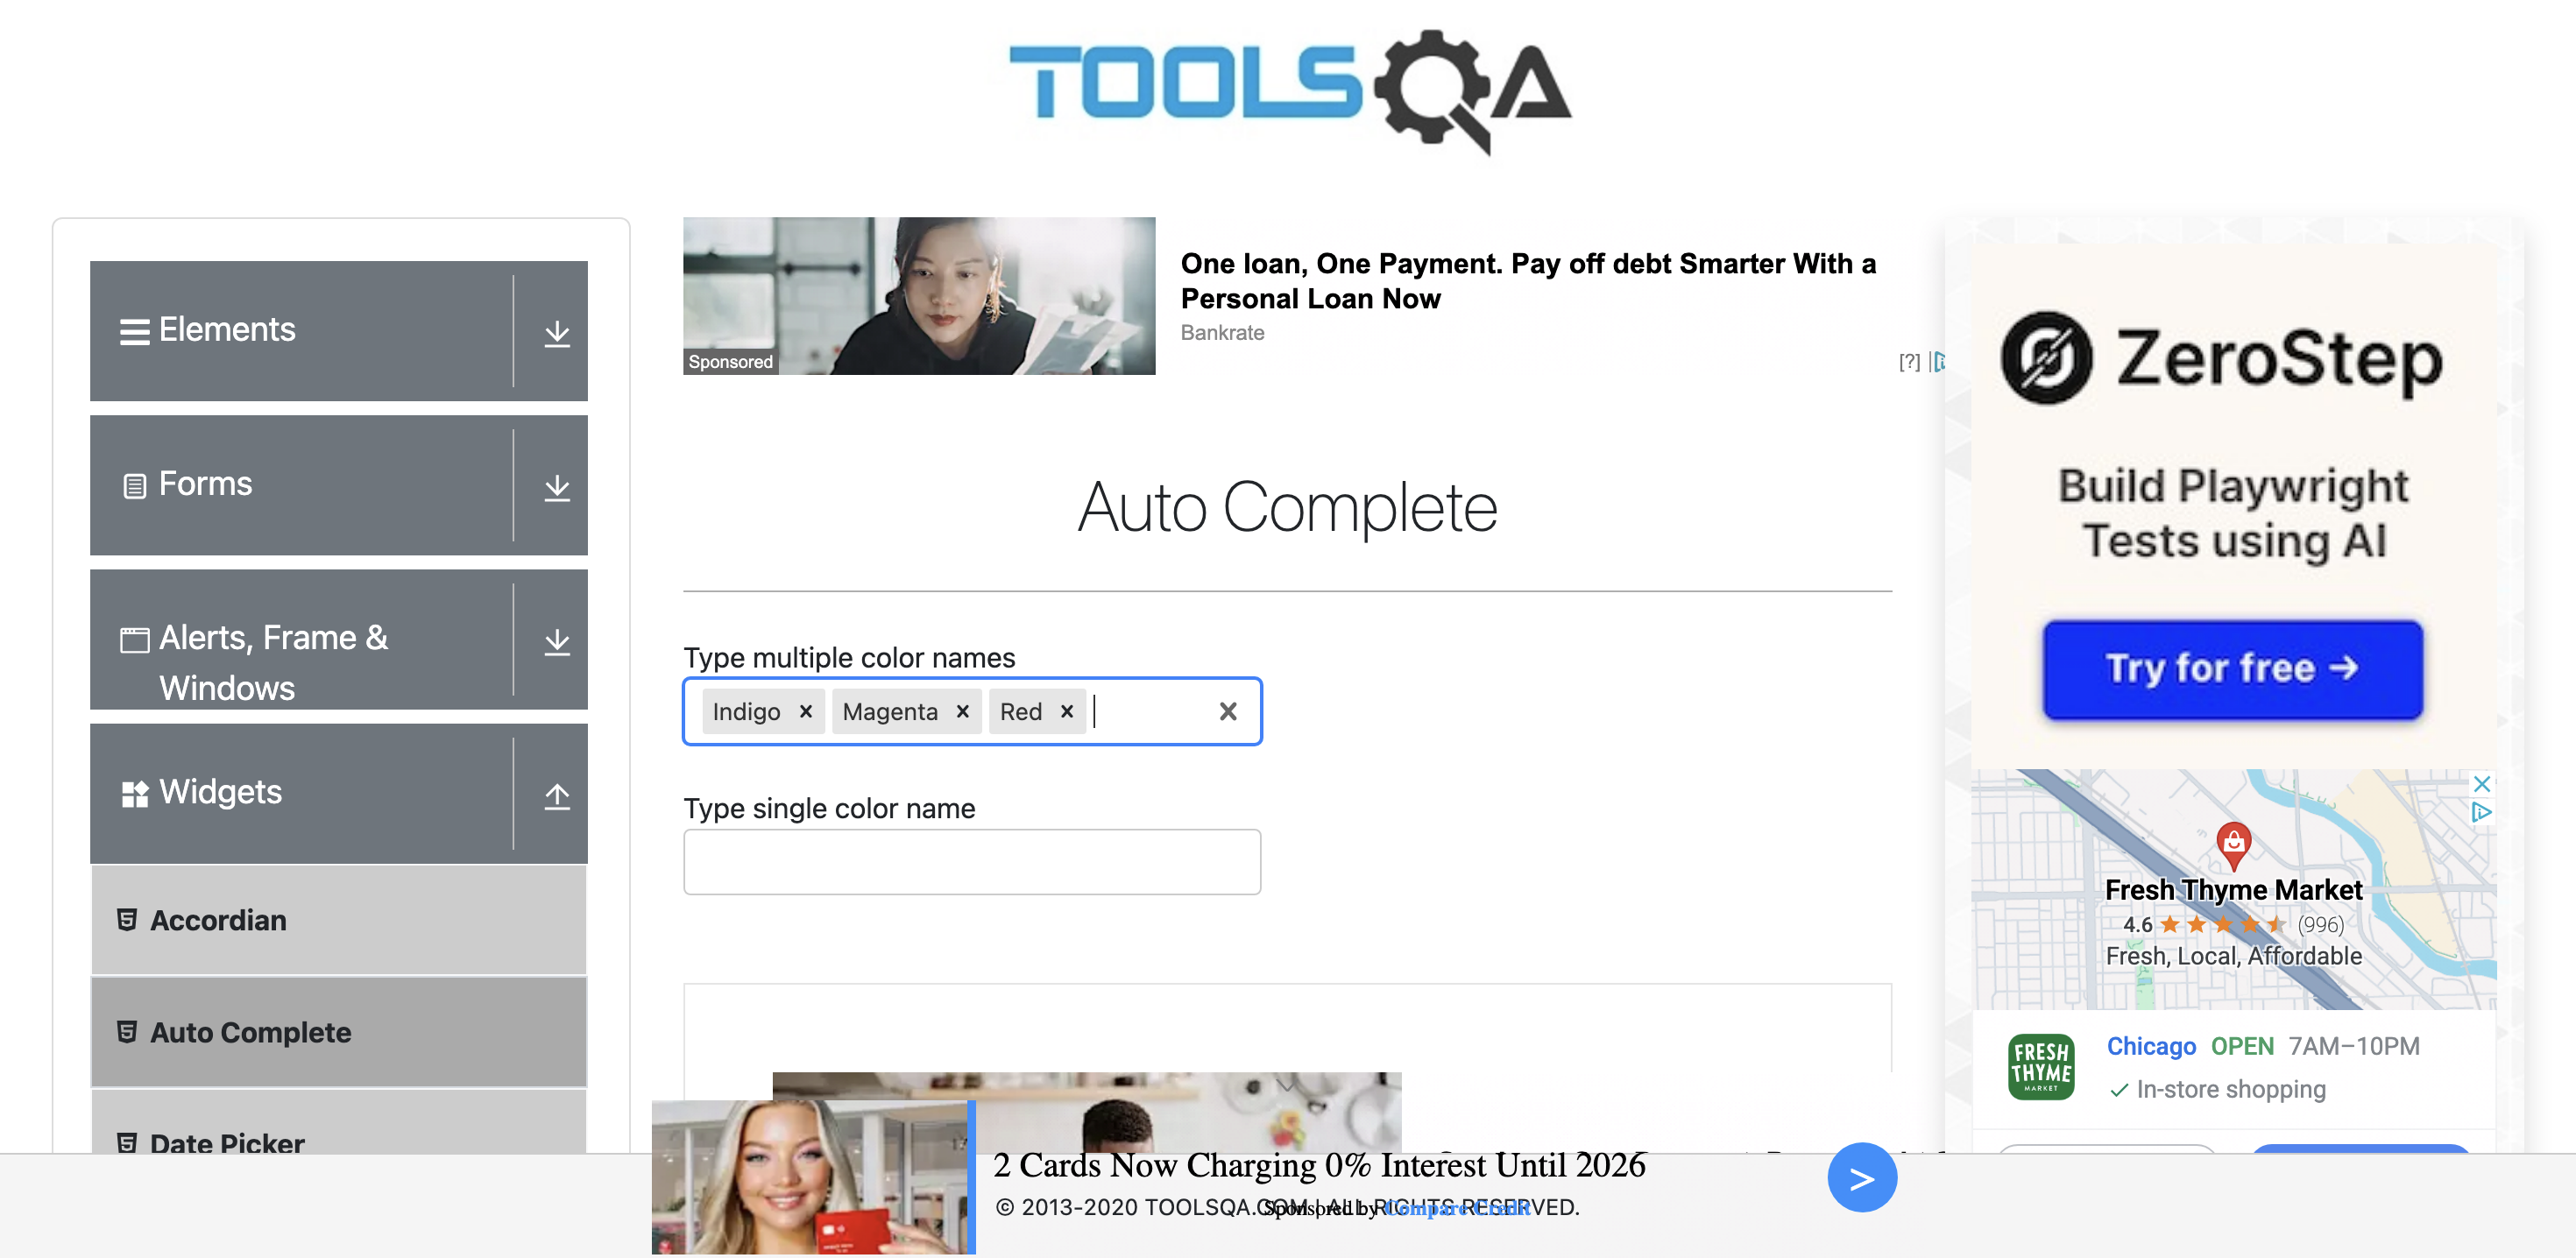 TOOLSQA
Elements
Forms
Alerts, Frame &
Windows
Widgets
Accordian
Auto Complete
Date Picker
Sponsored
One loan, One Payment. Pay off debt Smarter With a
Personal Loan Now
Bankrate
[?]
Auto Complete
Type multiple color names
Indigo × Magenta × Red × ×
Type single color name
2 Cards Now Charging 0% Interest Until 2026
© 2013-2020 TOOLSQA.COM | ALL RIGHTS RESERVED.
Sponsored by Compare Credit
>
ZeroStep
Build Playwright
Tests using AI
Try for free →
Fresh Thyme Market
4.6 (996)
Fresh, Local, Affordable
FRESH
THYME
MARKET
Chicago OPEN 7AM–10PM
In-store shopping